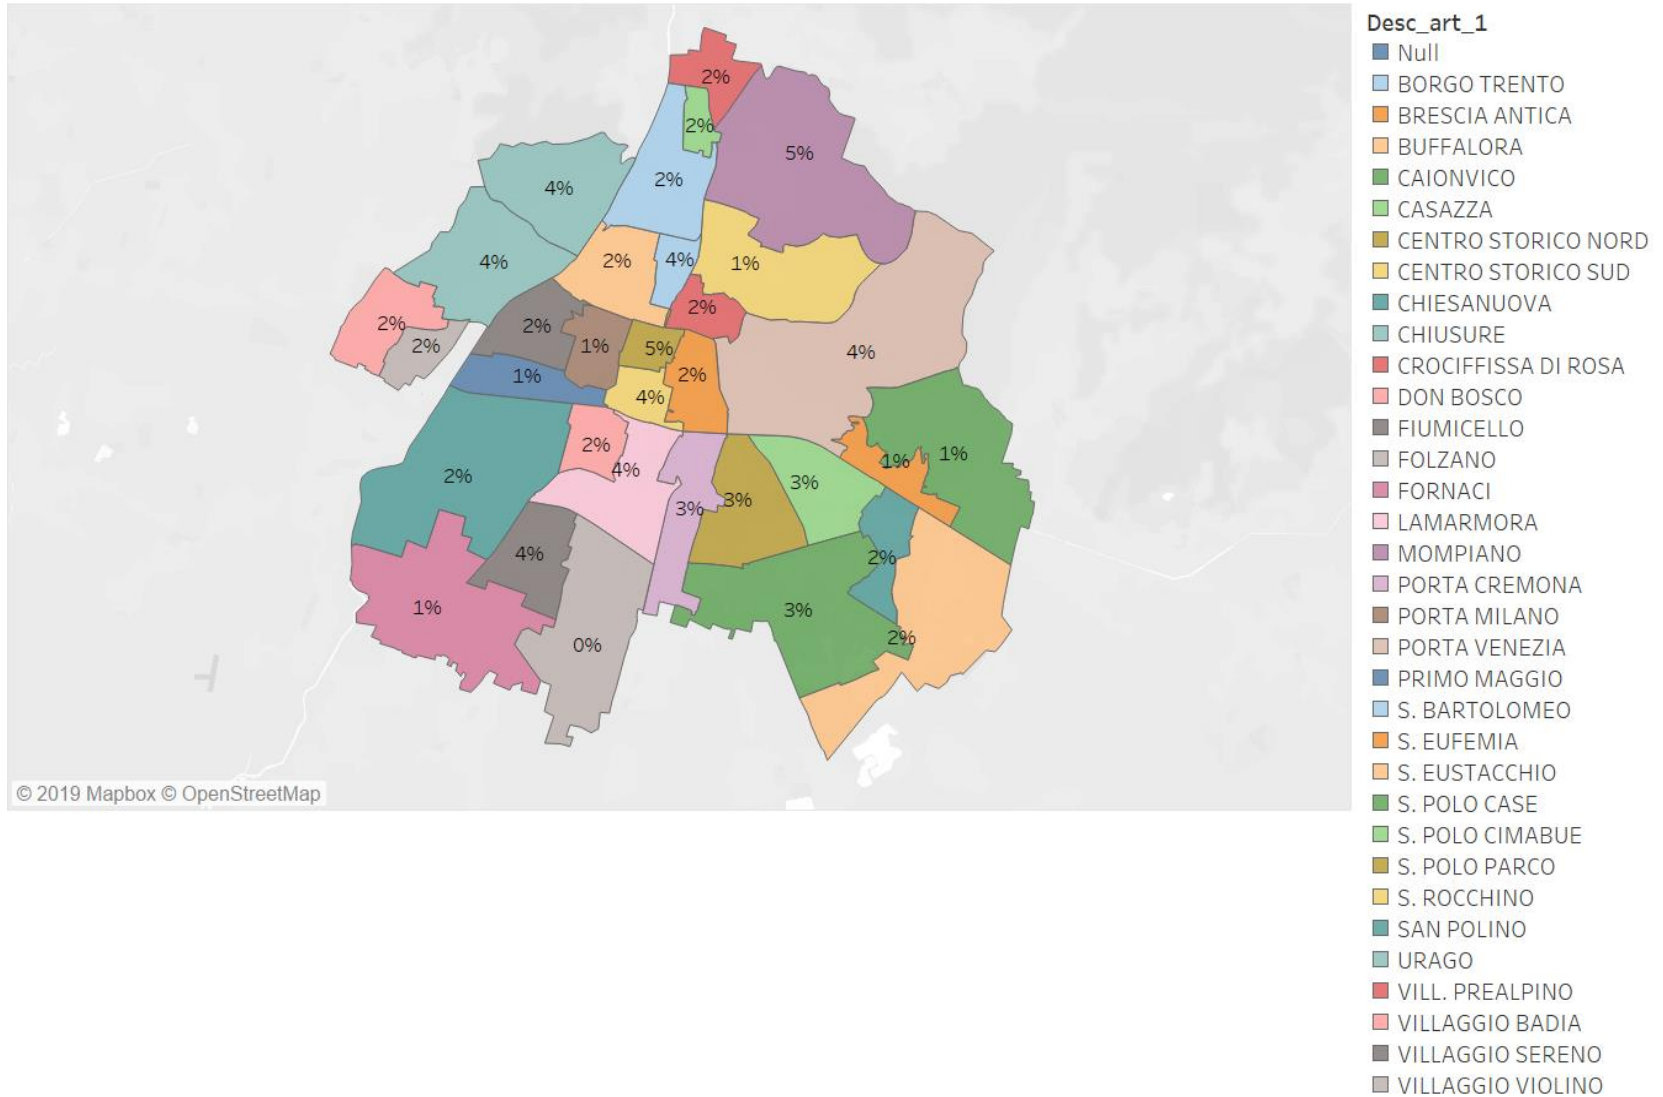 2%
2%
5%
2%
4%
4%
2%
4%
1%
2%
2%
2%
2%
1%
5%
4%
2%
1%
4%
4%
2%
2%
4%
3%
3%
3%
1%
1%
4%
2%
1%
3%
2%
0%
© 2019 Mapbox © OpenStreetMap
Desc_art_1
Null
BORGO TRENTO
BRESCIA ANTICA
BUFFALORA
CAIONVICO
CASAZZA
CENTRO STORICO NORD
CENTRO STORICO SUD
CHIESANUOVA
CHIUSURE
CROCIFFISSA DI ROSA
DON BOSCO
FIUMICELLO
FOLZANO
FORNACI
LAMARMORA
MOMPIANO
PORTA CREMONA
PORTA MILANO
PORTA VENEZIA
PRIMO MAGGIO
S. BARTOLOMEO
S. EUFEMIA
S. EUSTACCHIO
S. POLO CASE
S. POLO CIMABUE
S. POLO PARCO
S. ROCCHINO
SAN POLINO
URAGO
VILL. PREALPINO
VILLAGGIO BADIA
VILLAGGIO SERENO
VILLAGGIO VIOLINO